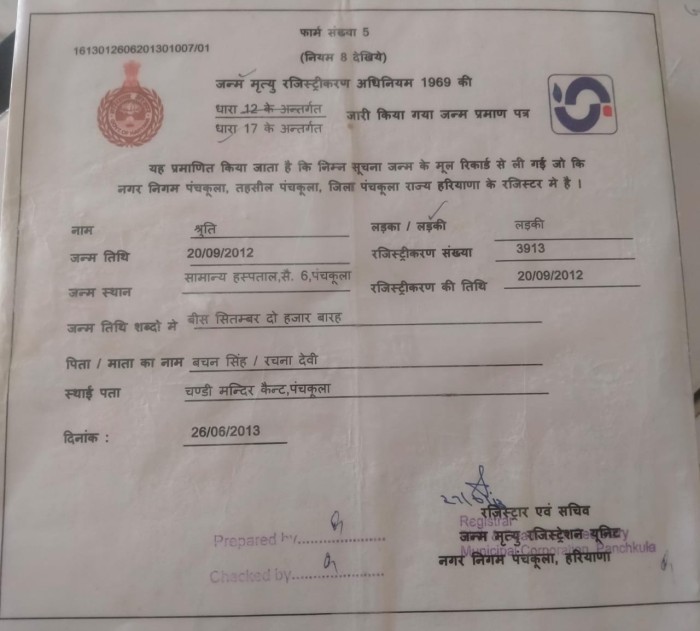 फार्म संख्या 5
1613012606201301007/01
(नियम 8 देखिये)
जन्म मृत्यु रजिस्ट्रीकरण अधिनियम 1969 की
धारा 12 के अन्तर्गत
धारा 17 के अन्तर्गत जारी किया गया जन्म प्रमाण पत्र
यह प्रमाणित किया जाता है कि निम्न सूचना जन्म के मूल रिकार्ड से ली गई जो कि
नगर निगम पंचकूला, तहसील पंचकूला, जिला पंचकूला राज्य हरियाणा के रजिस्टर मे है ।
नाम श्रुति लड़का / लड़की लड़की
जन्म तिथि 20/09/2012 रजिस्ट्रीकरण संख्या 3913
जन्म स्थान सामान्य हस्पताल,सै. 6,पंचकूला रजिस्ट्रीकरण की तिथि 20/09/2012
जन्म तिथि शब्दो मे बीस सितम्बर दो हजार बारह
पिता / माता का नाम बचन सिंह / रचना देवी
स्थाई पता चण्डी मन्दिर कैन्ट,पंचकूला
दिनांक : 26/06/2013
रजिस्ट्रार एवं सचिव
Registrar
जन्म मृत्यु रजिस्ट्रेशन यूनिट
Municipal Corporation Panchkula
नगर निगम पंचकूला, हरियाणा
Prepared by
Checked by